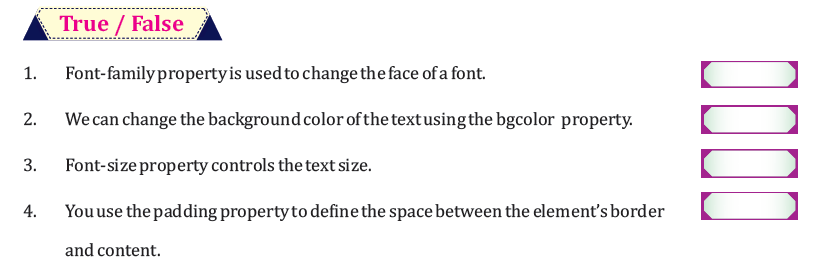 True / False
1. Font-family property is used to change the face of a font.
2. We can change the background color of the text using the bgcolor property.
3. Font-size property controls the text size.
4. You use the padding property to define the space between the element's border
and content.